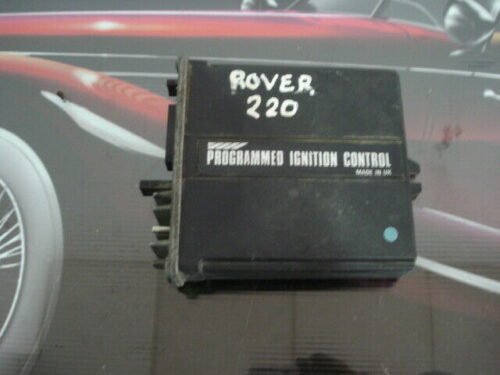 ROVER
220
PROGRAMMED IGNITION CONTROL
MADE IN UK